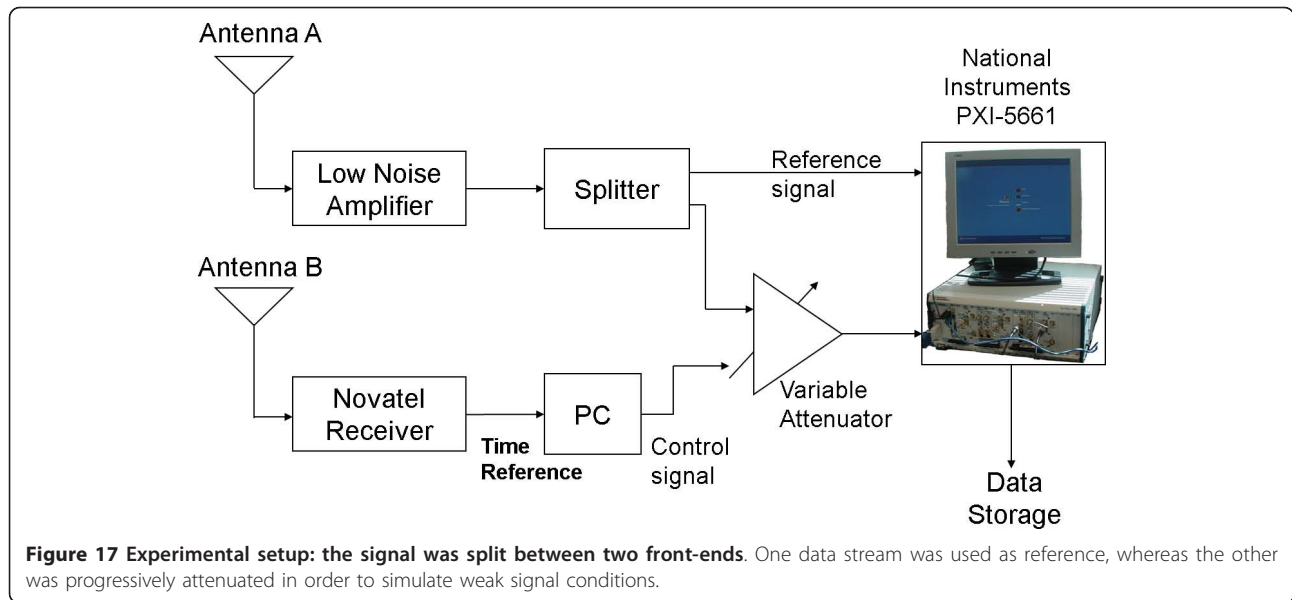 Antenna A
Low Noise
Amplifier
Splitter
Reference
signal
National
Instruments
PXI-5661
Antenna B
Novatel
Receiver
Time
Reference
PC
Control
signal
Variable
Attenuator
Data
Storage
Figure 17 Experimental setup: the signal was split between two front-ends. One data stream was used as reference, whereas the other
was progressively attenuated in order to simulate weak signal conditions.